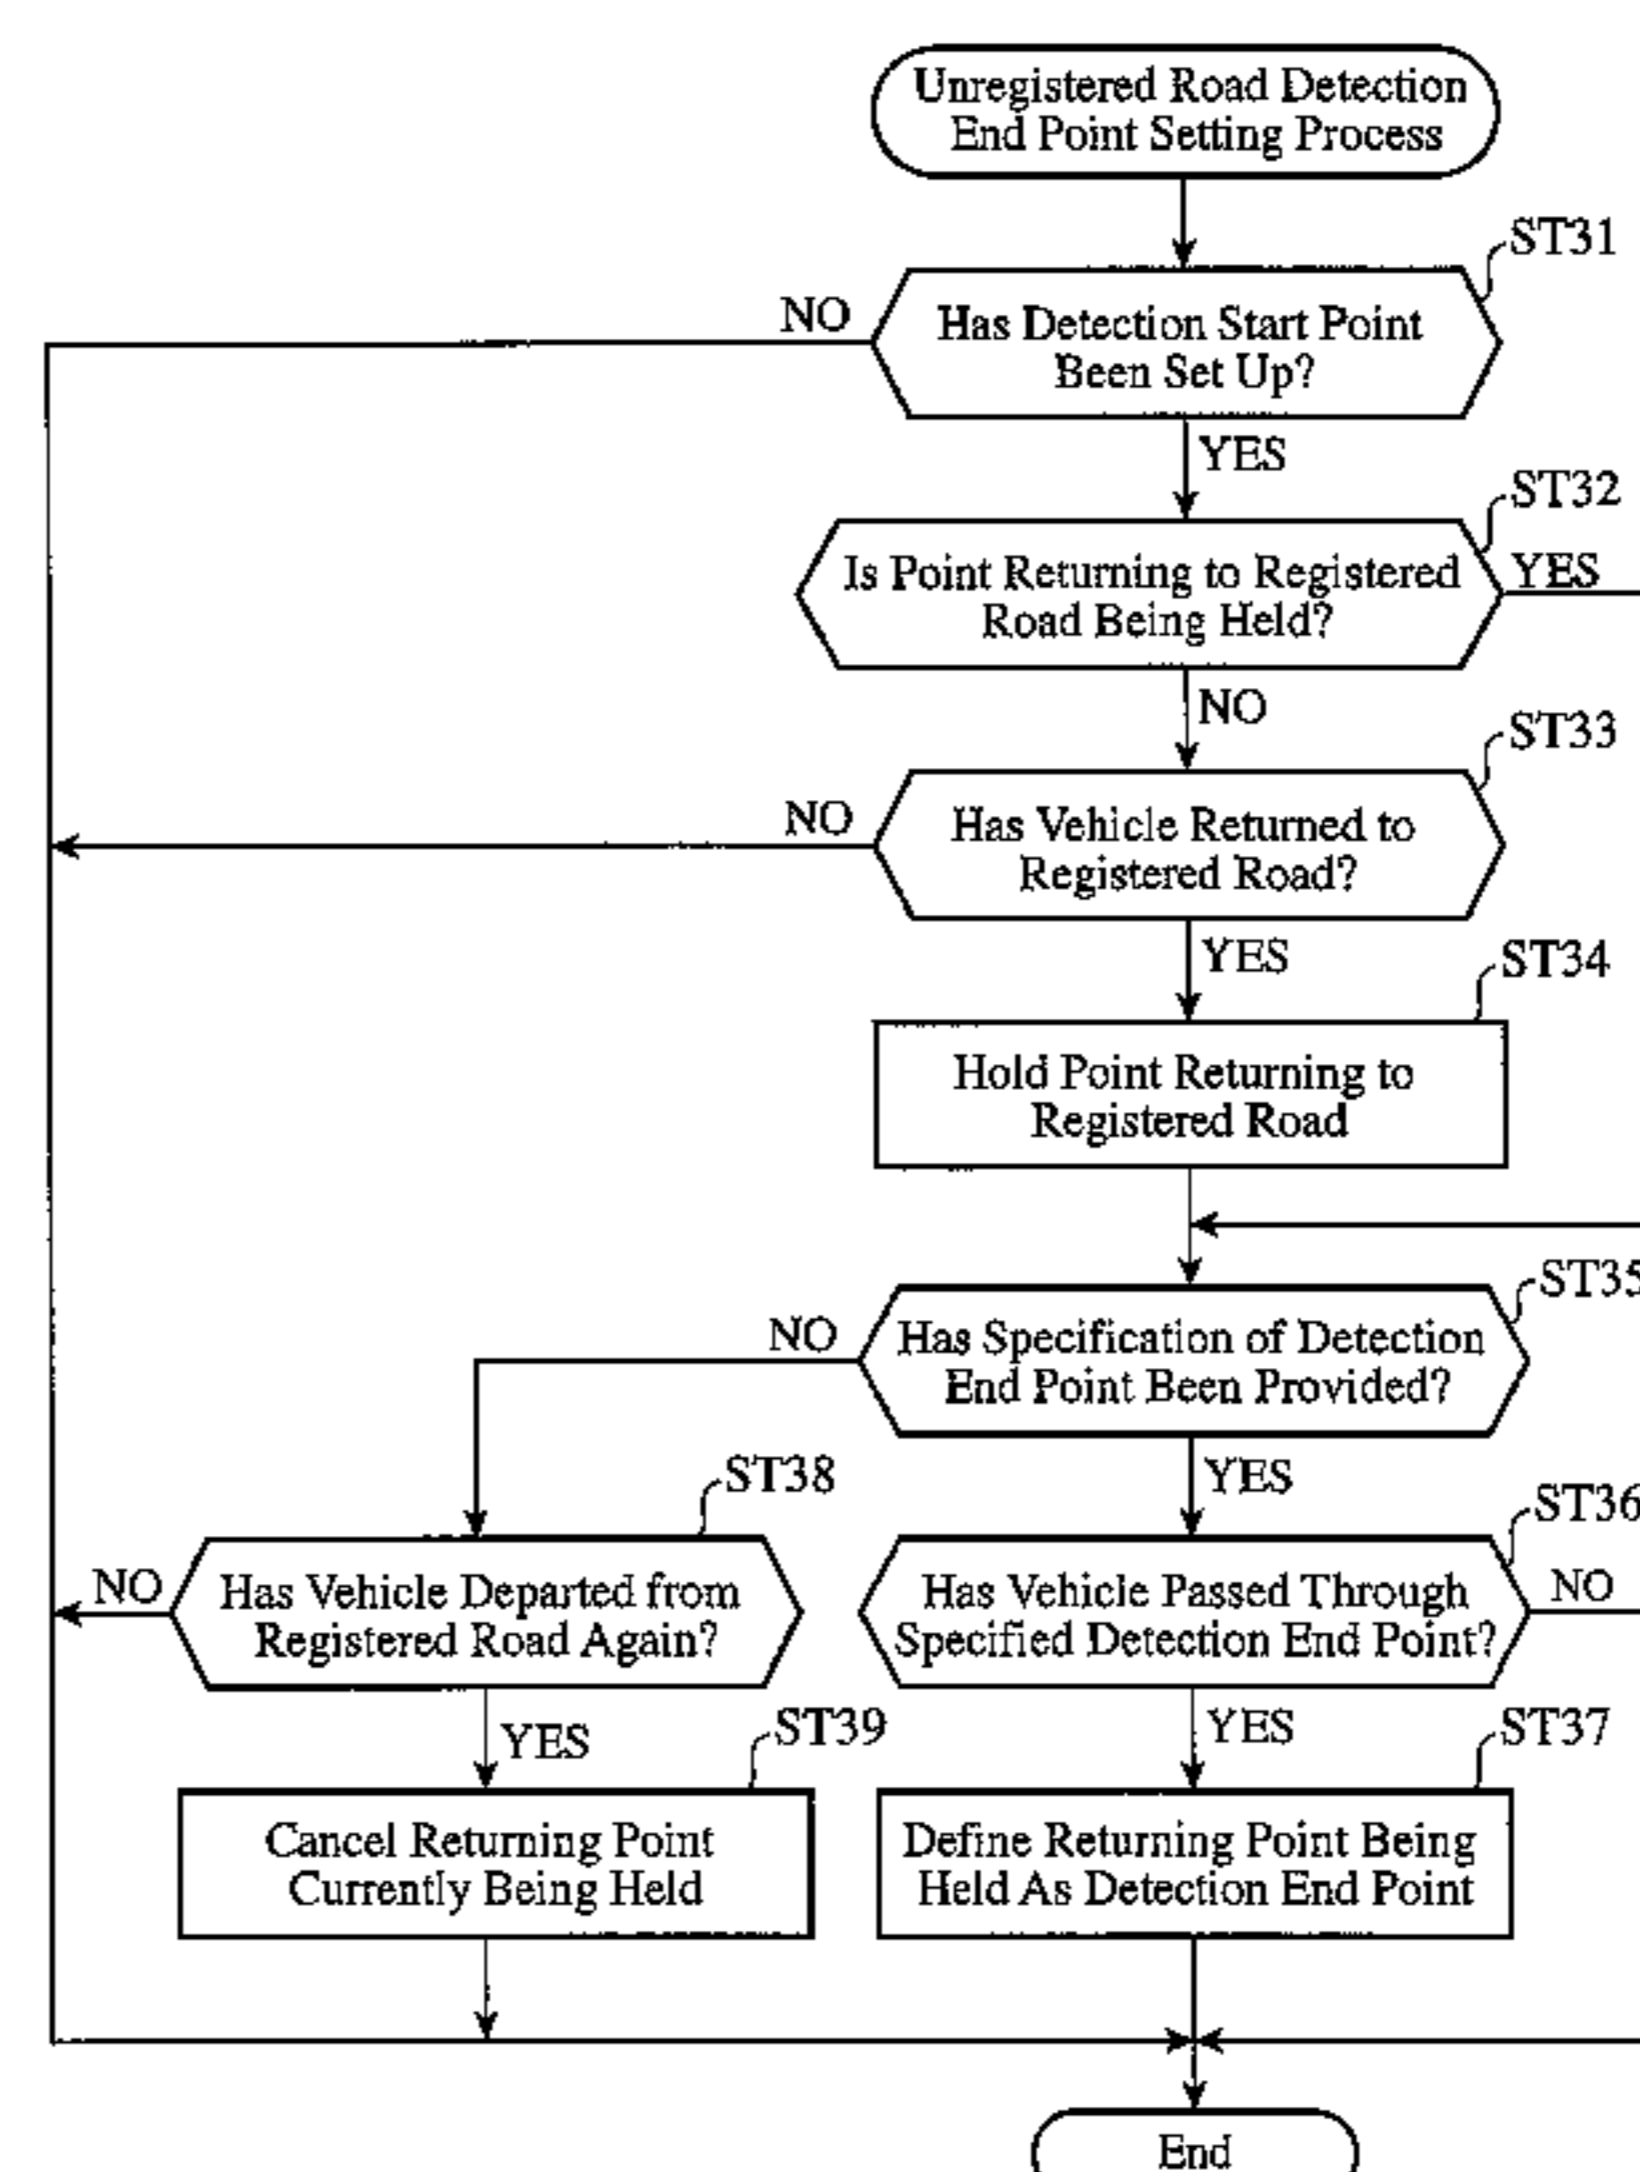 Unregistered Road Detection
End Point Setting Process
ST31
NO
Has Detection Start Point
Been Set Up?
YES
ST32
Is Point Returning to Registered
Road Being Held?
YES
NO
ST33
NO
Has Vehicle Returned to
Registered Road?
YES
ST34
Hold Point Returning to
Registered Road
ST35
NO
Has Specification of Detection
End Point Been Provided?
YES
ST38
ST36
NO
Has Vehicle Departed from
Registered Road Again?
Has Vehicle Passed Through
Specified Detection End Point?
NO
YES
ST39
YES
ST37
Cancel Returning Point
Currently Being Held
Define Returning Point Being
Held As Detection End Point
End